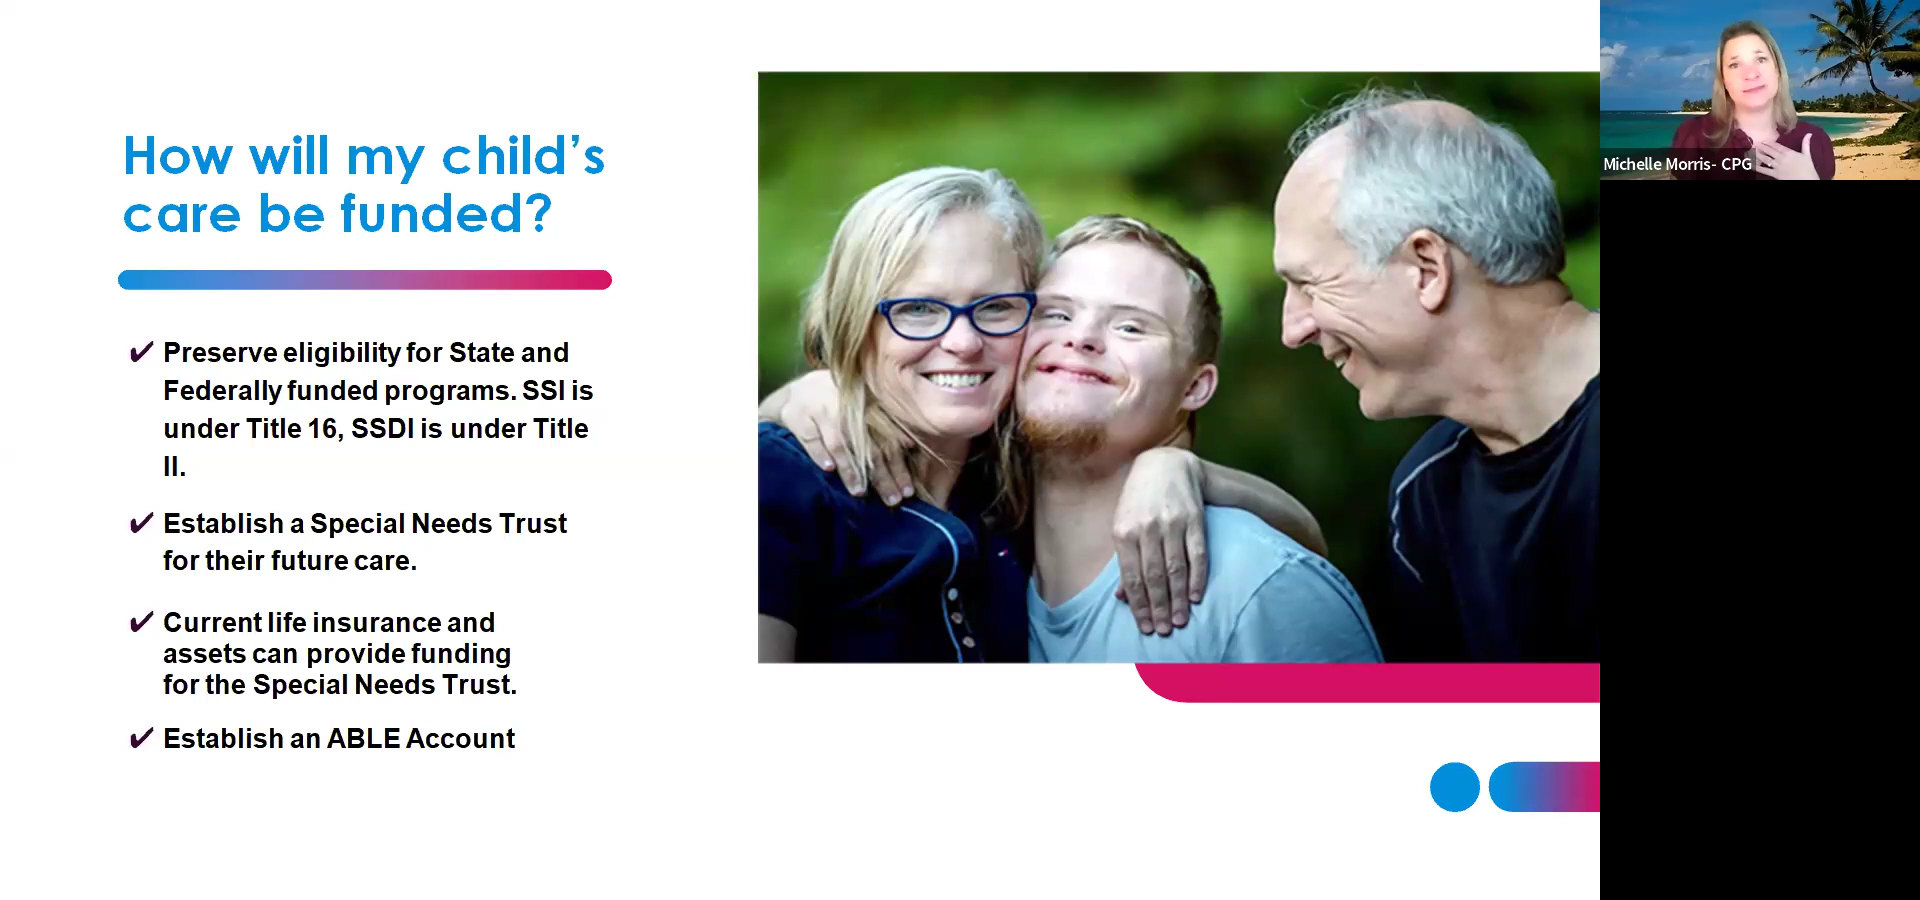 How will my child’s
care be funded?
✔ Preserve eligibility for State and
Federally funded programs. SSI is
under Title 16, SSDI is under Title
II.
✔ Establish a Special Needs Trust
for their future care.
✔ Current life insurance and
assets can provide funding
for the Special Needs Trust.
✔ Establish an ABLE Account
Michelle Morris- CPG